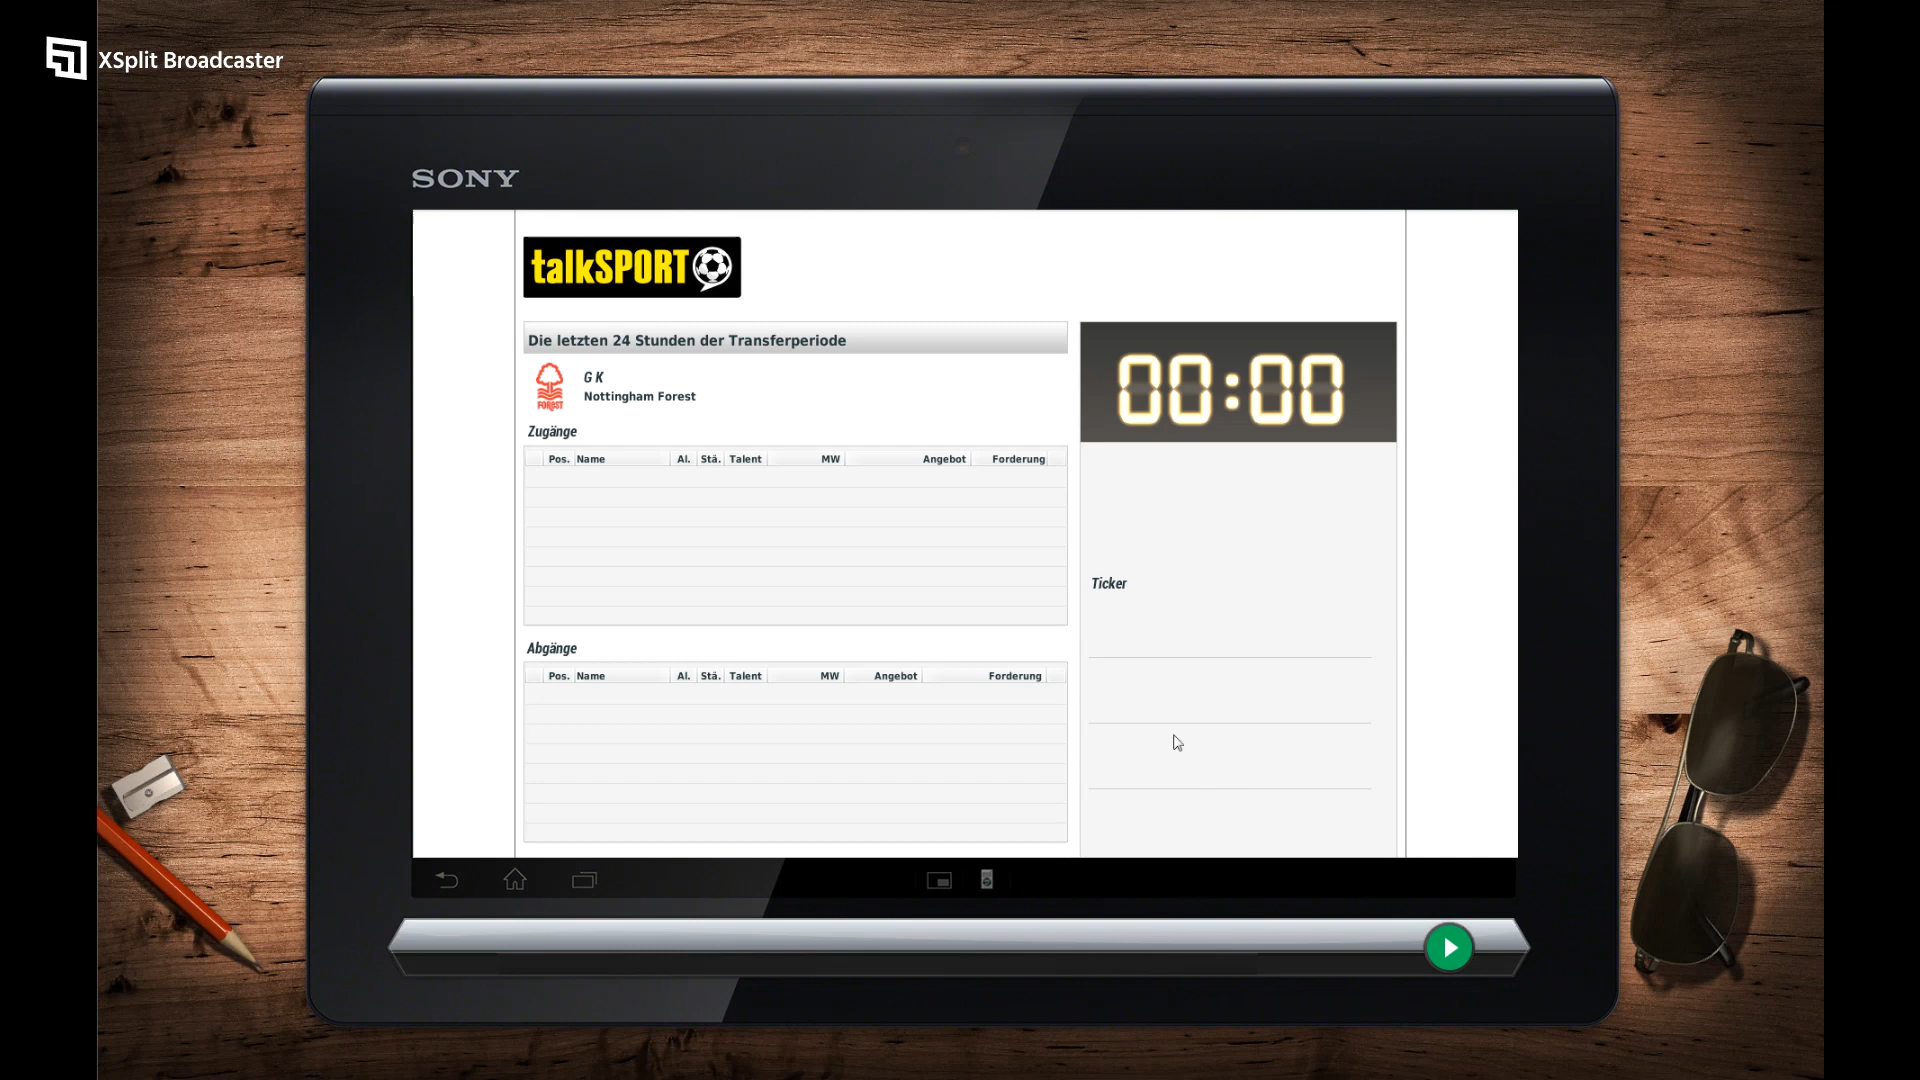 XSplit Broadcaster
SONY
talkSPORT
Die letzten 24 Stunden der Transferperiode
G K
Nottingham Forest
FOREST
00:00
Zugänge
Pos. Name Al. Stä. Talent MW Angebot Forderung
Ticker
Abgänge
Pos. Name Al. Stä. Talent MW Angebot Forderung